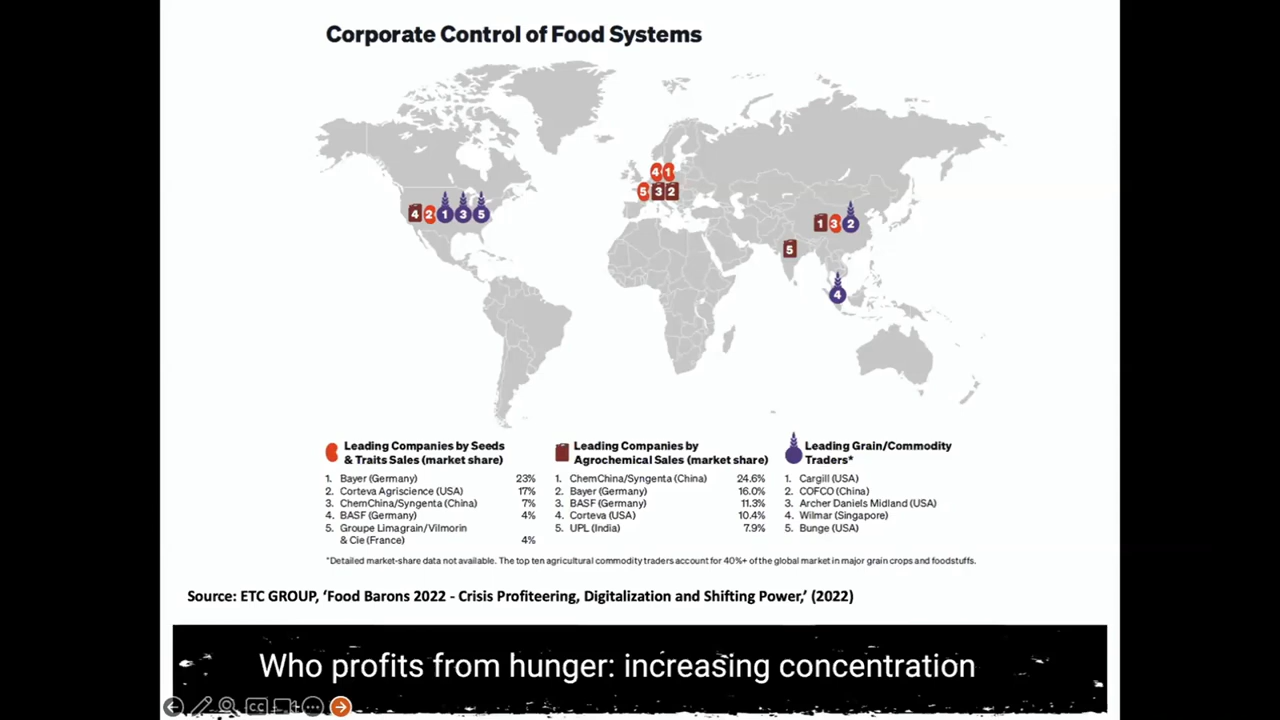 Corporate Control of Food Systems
4 1
5 3 2
4 2 1 3 5
1 3 2
5
4
Leading Companies by Seeds
& Traits Sales (market share)
1. Bayer (Germany) 23%
2. Corteva Agriscience (USA) 17%
3. ChemChina/Syngenta (China) 7%
4. BASF (Germany) 4%
5. Groupe Limagrain/Vilmorin
& Cie (France) 4%
Leading Companies by
Agrochemical Sales (market share)
1. ChemChina/Syngenta (China) 24.6%
2. Bayer (Germany) 16.0%
3. BASF (Germany) 11.3%
4. Corteva (USA) 10.4%
5. UPL (India) 7.9%
Leading Grain/Commodity
Traders*
1. Cargill (USA)
2. COFCO (China)
3. Archer Daniels Midland (USA)
4. Wilmar (Singapore)
5. Bunge (USA)
*Detailed market-share data not available. The top ten agricultural commodity traders account for 40%+ of the global market in major grain crops and foodstuffs.
Source: ETC GROUP, ‘Food Barons 2022 - Crisis Profiteering, Digitalization and Shifting Power,’ (2022)
Who profits from hunger: increasing concentration
CC